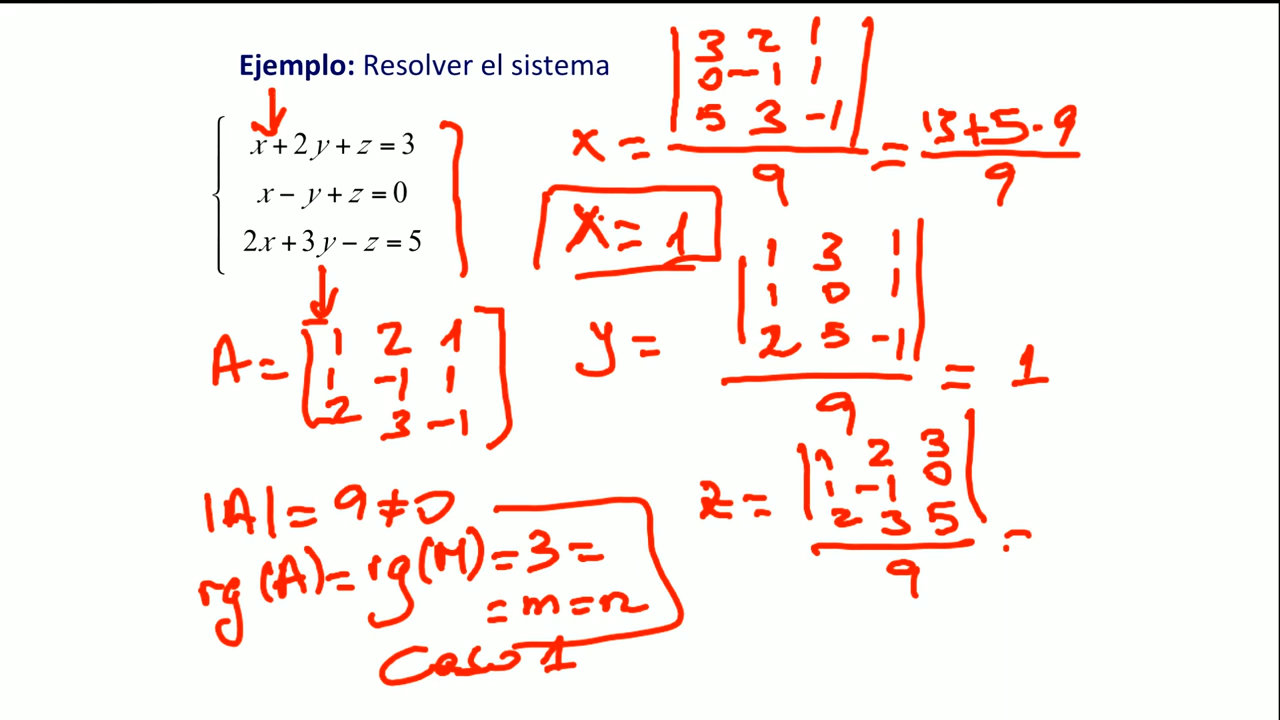 Ejemplo: Resolver el sistema
x + 2y + z = 3
x − y + z = 0
2x + 3y − z = 5
A = [1 2 1
1 -1 1
2 3 -1]
|A| = 9 ≠ 0
rg(A) = rg(M) = 3 =
= m = n
Caso 1
x = |3 2 1
0 -1 1
5 3 -1|
9
= 13+5-9
9
x = 1
y = |1 3 1
1 0 1
2 5 -1|
9
= 1
z = |1 2 3
1 -1 0
2 3 5|
9
=